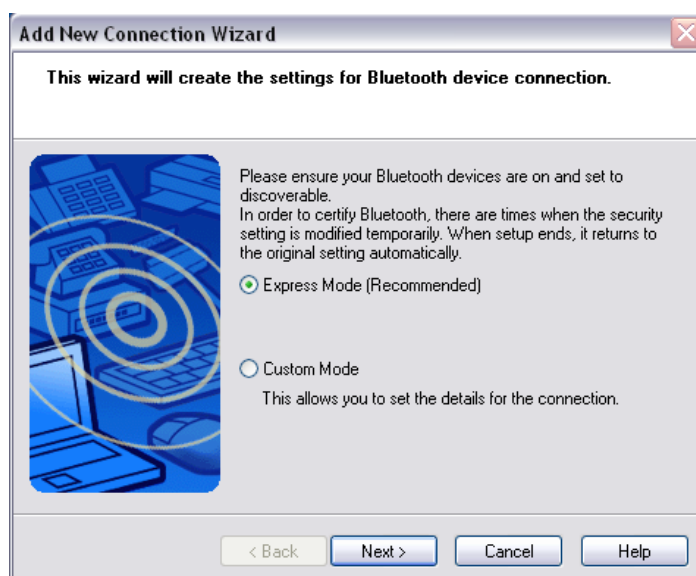 Add New Connection Wizard
This wizard will create the settings for Bluetooth device connection.
Please ensure your Bluetooth devices are on and set to
discoverable.
In order to certify Bluetooth, there are times when the security
setting is modified temporarily. When setup ends, it returns to
the original setting automatically.
Express Mode (Recommended)
Custom Mode
This allows you to set the details for the connection.
< Back
Next >
Cancel
Help